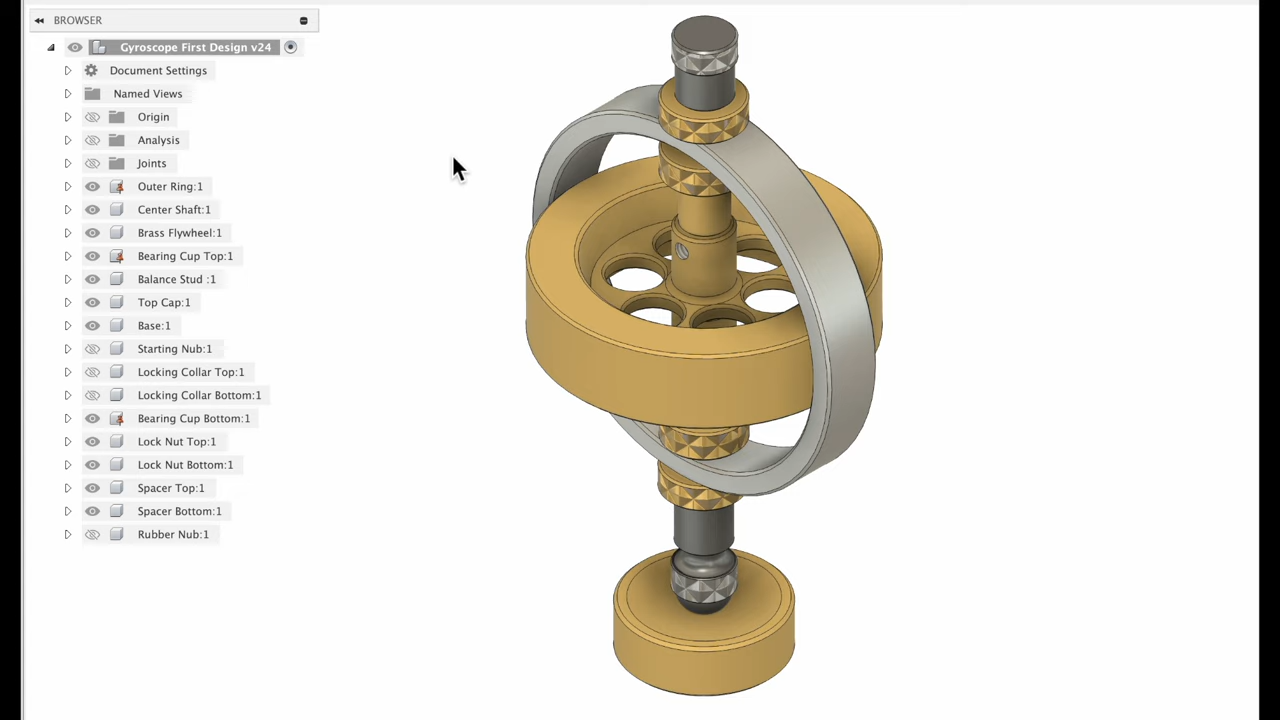 BROWSER
Gyroscope First Design v24
Document Settings
Named Views
Origin
Analysis
Joints
Outer Ring:1
Center Shaft:1
Brass Flywheel:1
Bearing Cup Top:1
Balance Stud :1
Top Cap:1
Base:1
Starting Nub:1
Locking Collar Top:1
Locking Collar Bottom:1
Bearing Cup Bottom:1
Lock Nut Top:1
Lock Nut Bottom:1
Spacer Top:1
Spacer Bottom:1
Rubber Nub:1